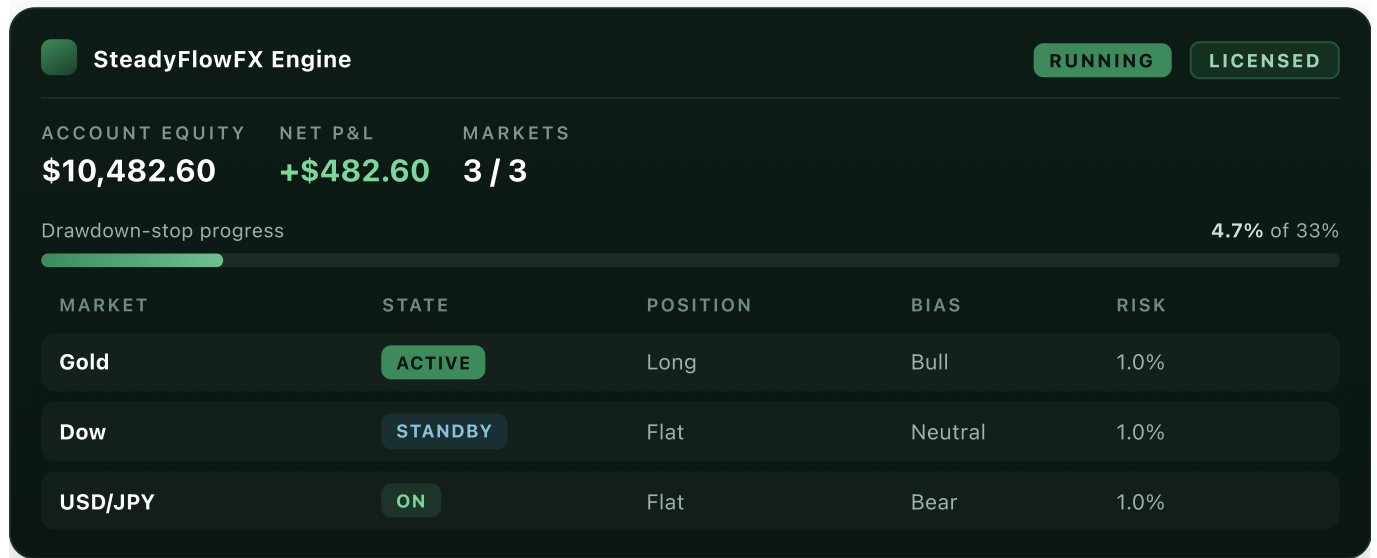 SteadyFlowFX Engine RUNNING LICENSED
ACCOUNT EQUITY NET P&L MARKETS
$10,482.60 +$482.60 3 / 3
Drawdown-stop progress 4.7% of 33%
MARKET STATE POSITION BIAS RISK
Gold ACTIVE Long Bull 1.0%
Dow STANDBY Flat Neutral 1.0%
USD/JPY ON Flat Bear 1.0%